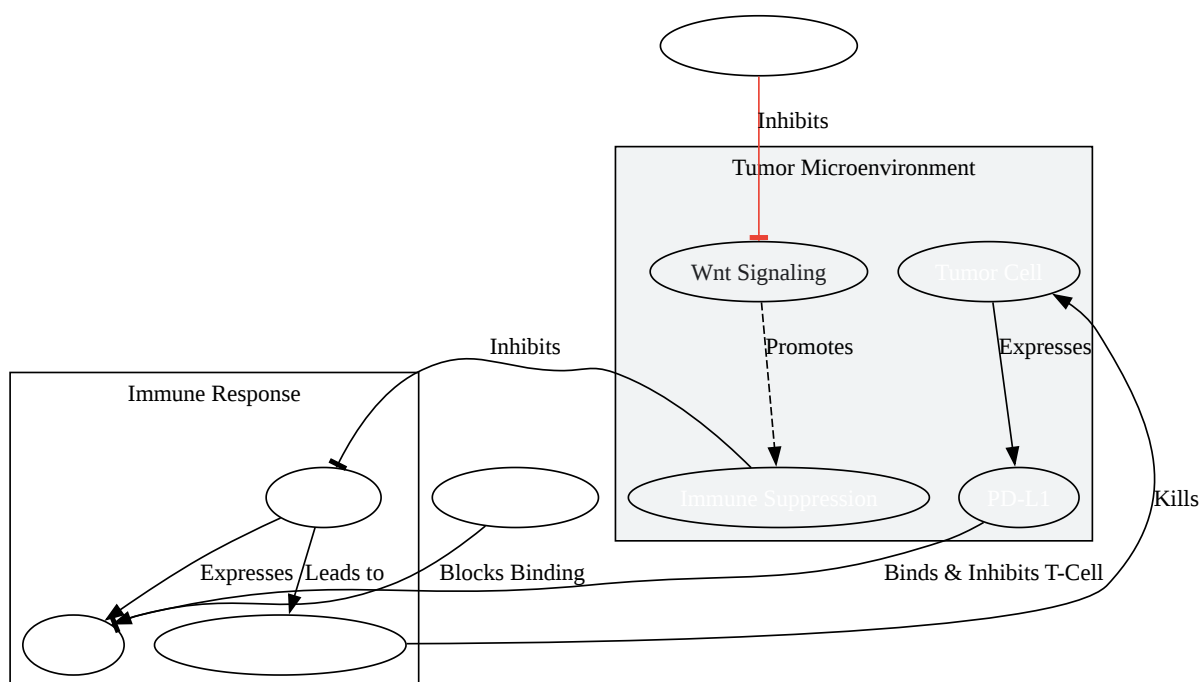 Inhibits
Tumor Microenvironment
Wnt Signaling
Tumor Cell
Inhibits
Promotes
Expresses
Immune Response
Immune Suppression
PD-L1
Kills
Expresses
Leads to
Blocks Binding
Binds & Inhibits T-Cell